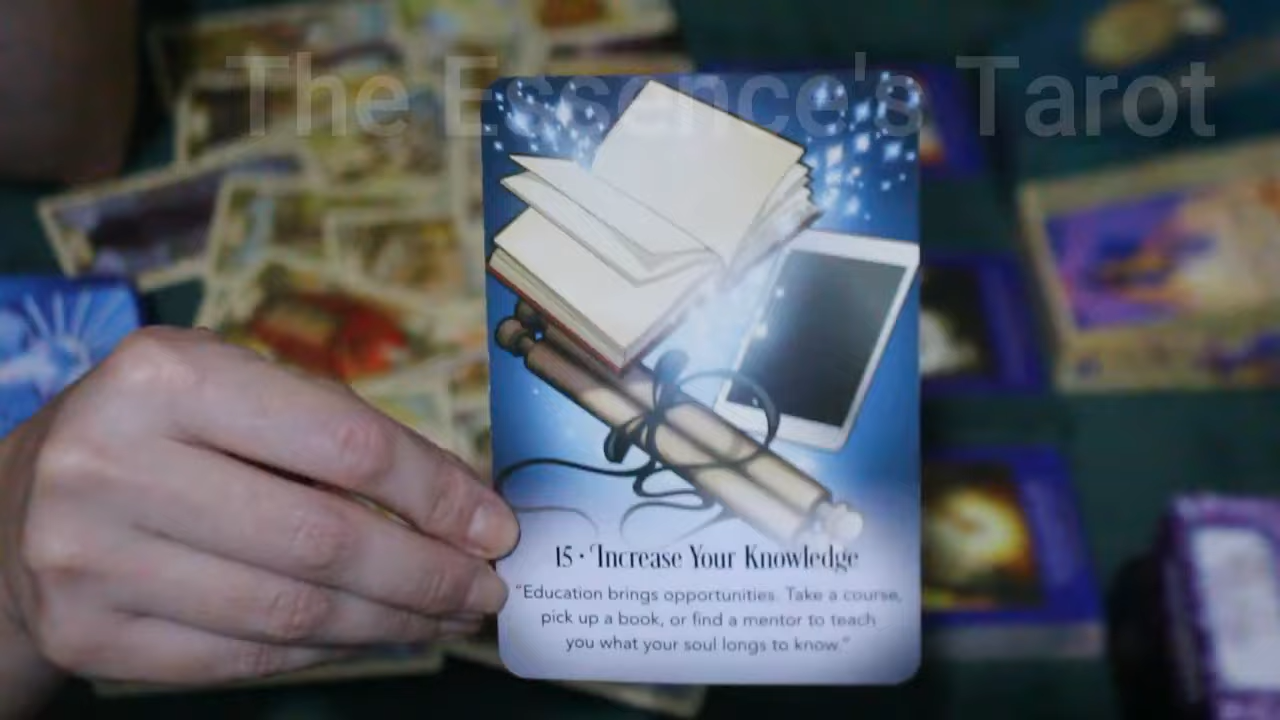 The Essence's Tarot
15 · Increase Your Knowledge
“Education brings opportunities. Take a course,
pick up a book, or find a mentor to teach
you what your soul longs to know.”